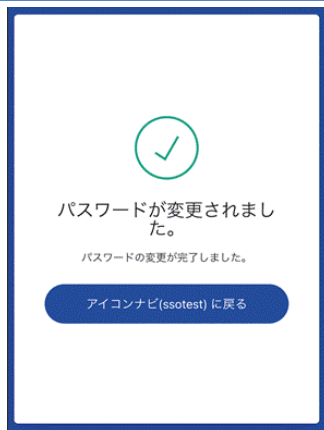 パスワードが変更されまし
た。
パスワードの変更が完了しました。
アイコンナビ(ssotest) に戻る